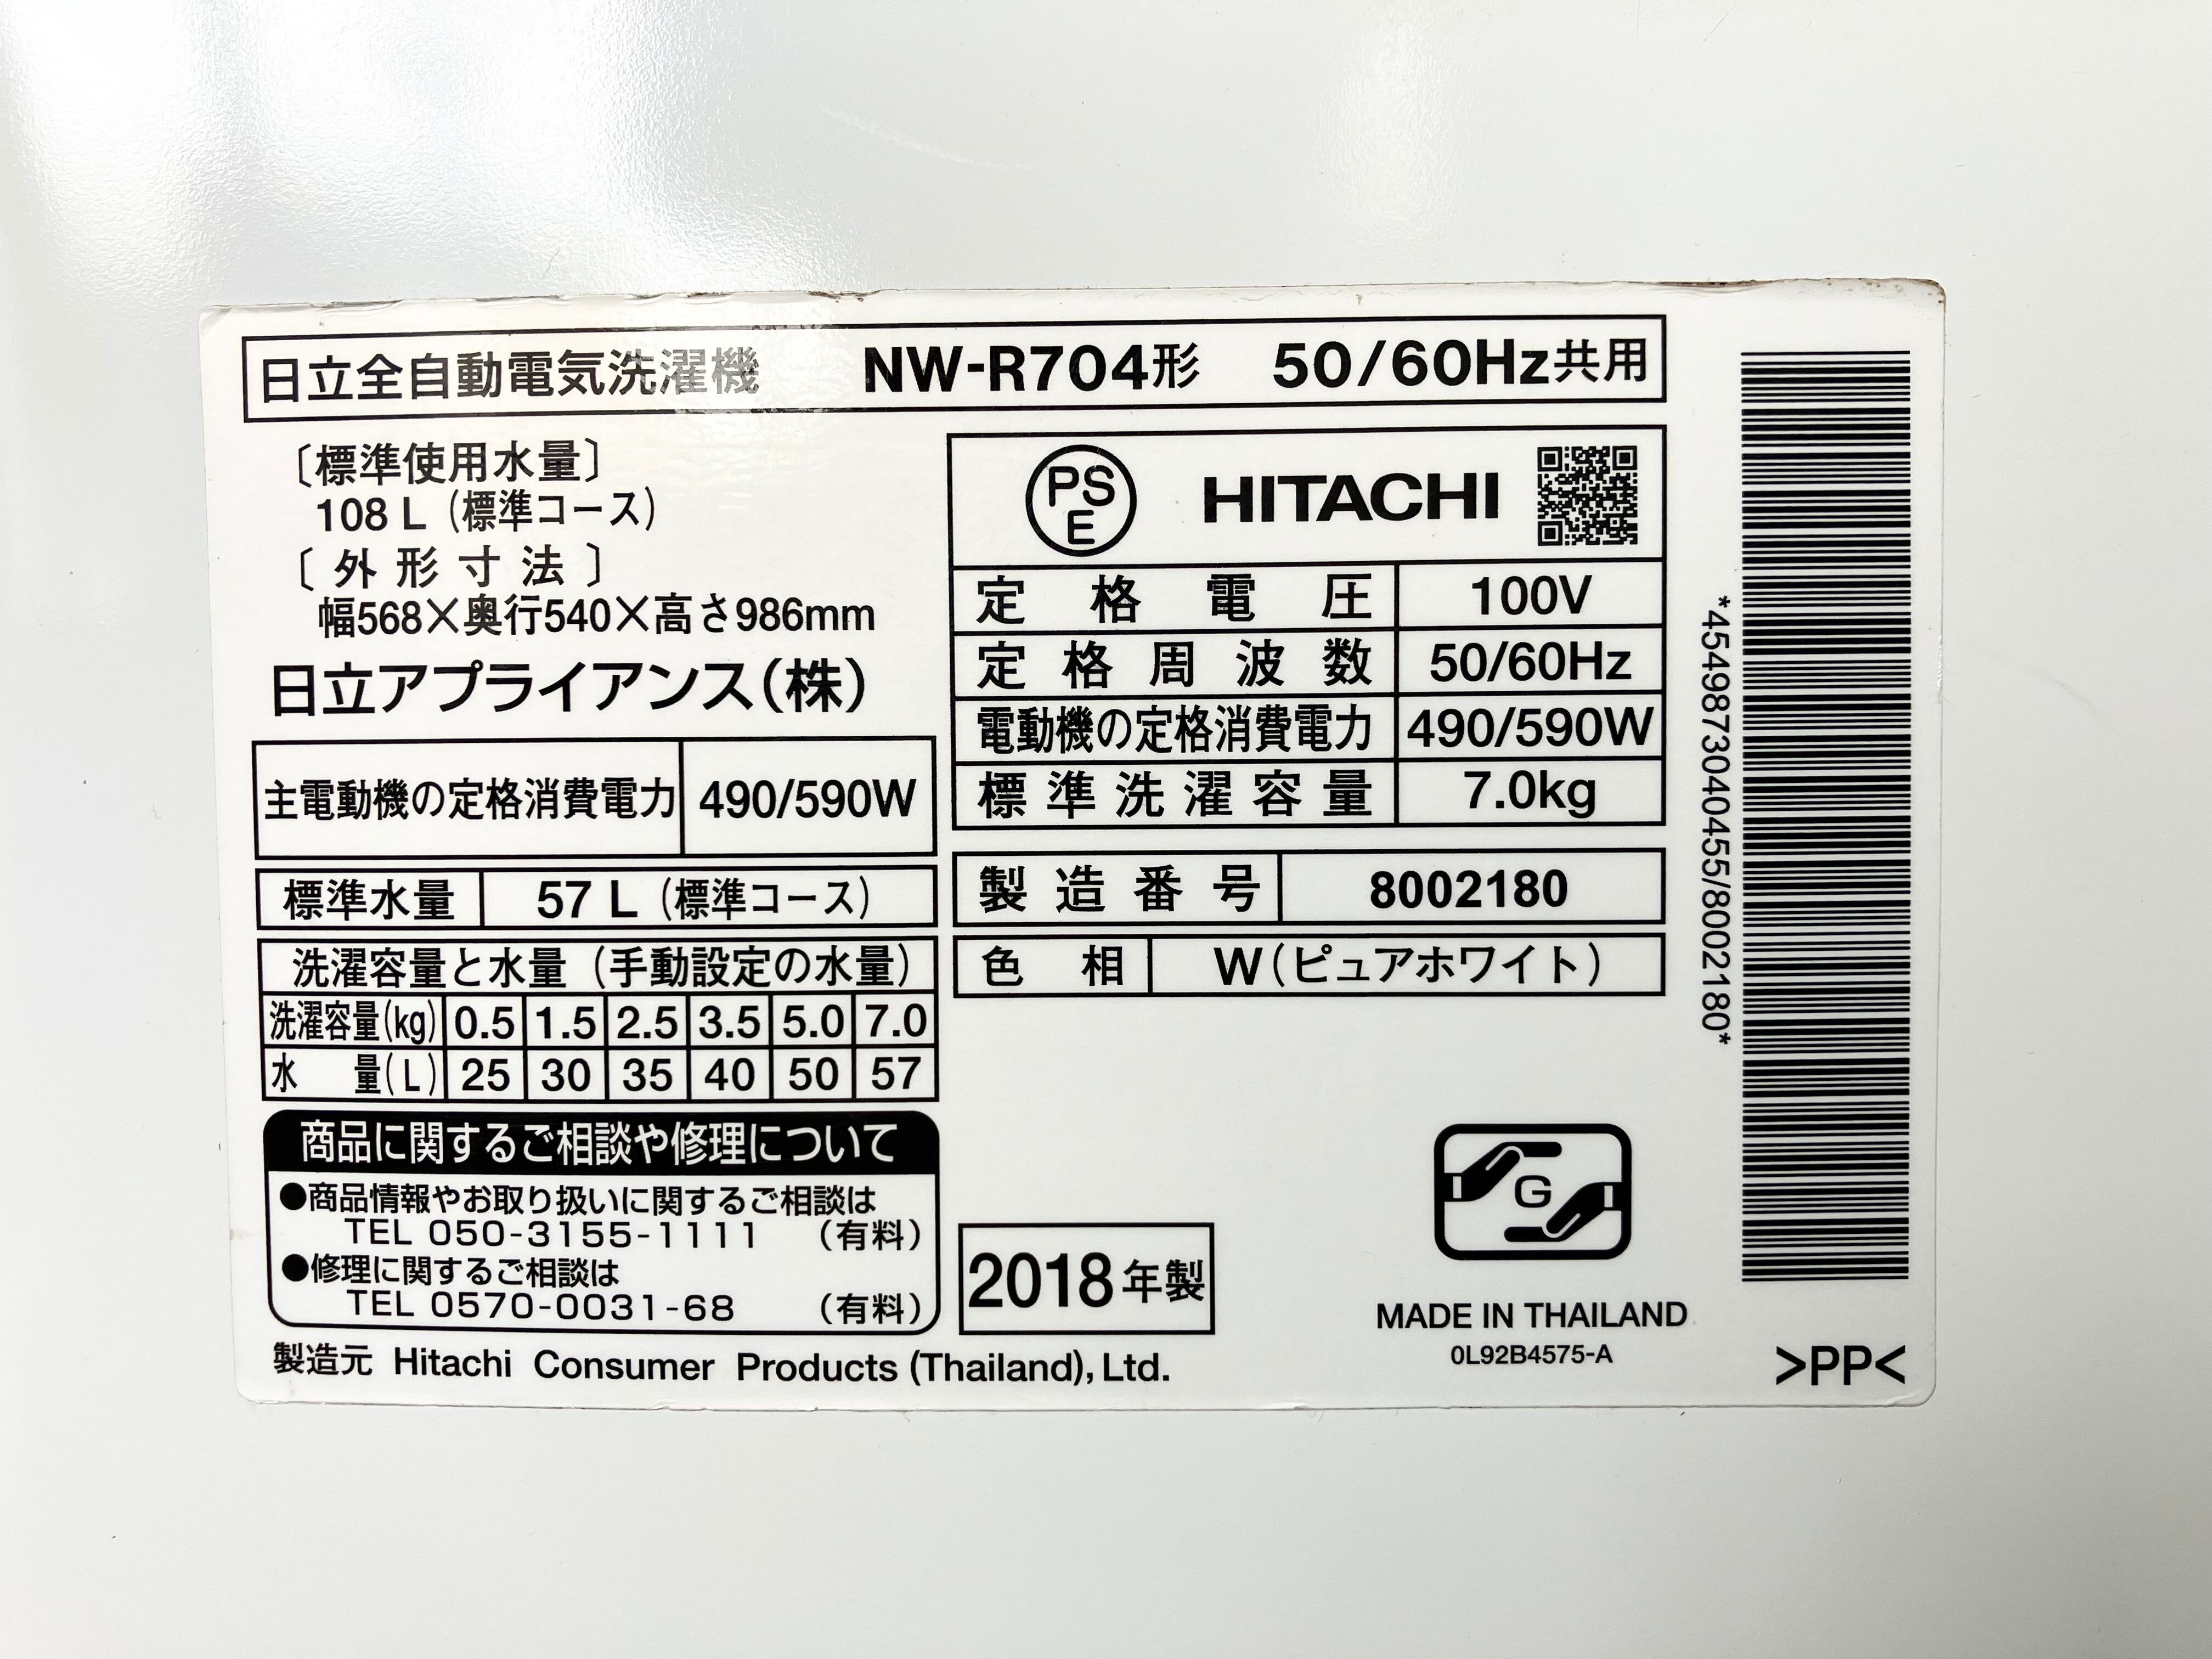 日立全自動電気洗濯機 NW-R704形 50/60Hz共用
〔標準使用水量〕
108 L (標準コース)
〔外形寸法〕
幅568×奥行540×高さ986mm
日立アプライアンス(株)
主電動機の定格消費電力 490/590W
標準水量 57 L (標準コース)
洗濯容量と水量 (手動設定の水量)
洗濯容量(kg) 0.5 1.5 2.5 3.5 5.0 7.0
水量(L) 25 30 35 40 50 57
商品に関するご相談や修理について
●商品情報やお取り扱いに関するご相談は
TEL 050-3155-1111 (有料)
●修理に関するご相談は
TEL 0570-0031-68 (有料)
製造元 Hitachi Consumer Products (Thailand), Ltd.
PS
E
HITACHI
定格電圧 100V
定格周波数 50/60Hz
電動機の定格消費電力 490/590W
標準洗濯容量 7.0kg
製造番号 8002180
色相 W(ピュアホワイト)
2018年製
G
MADE IN THAILAND
0L92B4575-A
>PP<
*4549873040455/8002180*